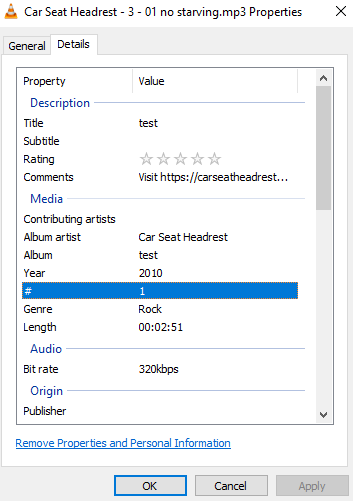 Car Seat Headrest - 3 - 01 no starving.mp3 Properties
General Details
Property Value
Description
Title test
Subtitle
Rating
Comments Visit https://carseatheadrest...
Media
Contributing artists
Album artist Car Seat Headrest
Album test
Year 2010
# 1
Genre Rock
Length 00:02:51
Audio
Bit rate 320kbps
Origin
Publisher
Remove Properties and Personal Information
OK Cancel Apply